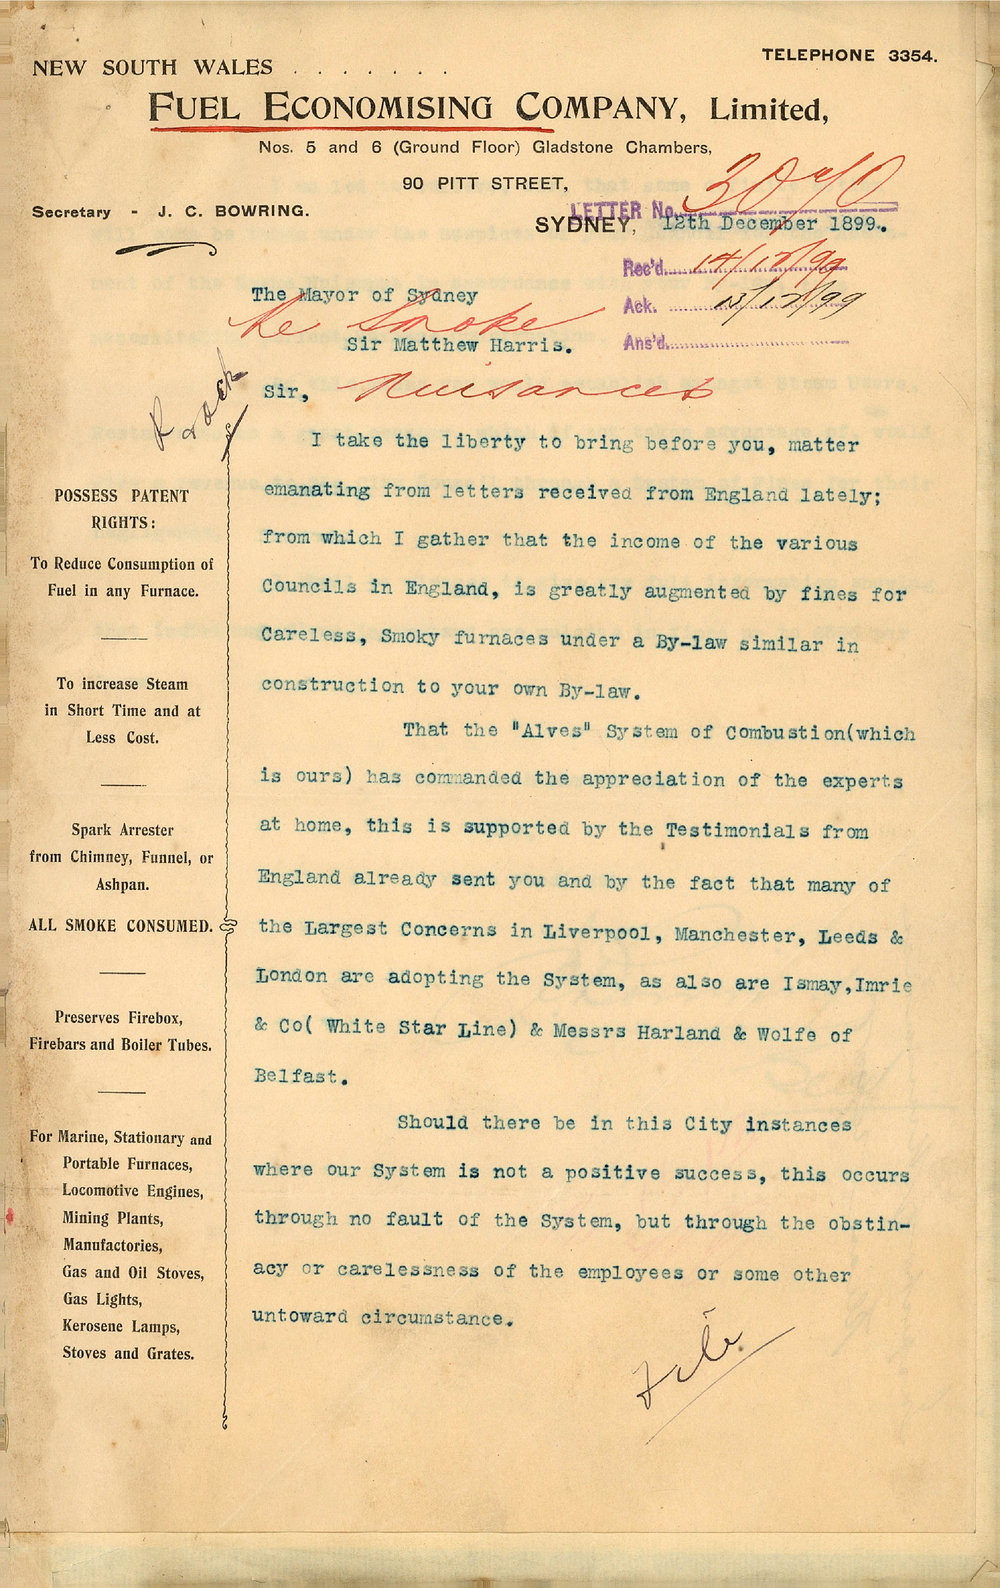 TELEPHONE 3354.
NEW SOUTH WALES . . . . . . .
FUEL ECONOMISING COMPANY, Limited,
Nos. 5 and 6 (Ground Floor) Gladstone Chambers,
90 PITT STREET,
Secretary - J. C. BOWRING.
LETTER No. 3070
SYDNEY, 12th December 1899.
Rec'd. 14/12/99
Ack. 13/12/99
Ans'd.
The Mayor of Sydney
Re Smoke
Sir Matthew Harris.
Sir,
Nuisances
I take the liberty to bring before you, matter
emanating from letters received from England lately;
from which I gather that the income of the various
Councils in England, is greatly augmented by fines for
Careless, Smoky furnaces under a By-law similar in
construction to your own By-law.
That the "Alves" System of Combustion(which
is ours) has commanded the appreciation of the experts
at home, this is supported by the Testimonials from
England already sent you and by the fact that many of
the Largest Concerns in Liverpool, Manchester, Leeds &
London are adopting the System, as also are Ismay,Imrie
& Co( White Star Line) & Messrs Harland & Wolfe of
Belfast.
Should there be in this City instances
where our System is not a positive success, this occurs
through no fault of the System, but through the obstin-
acy or carelessness of the employees or some other
untoward circumstance.
File
POSSESS PATENT
RIGHTS:
To Reduce Consumption of
Fuel in any Furnace.
To increase Steam
in Short Time and at
Less Cost.
Spark Arrester
from Chimney, Funnel, or
Ashpan.
ALL SMOKE CONSUMED.
Preserves Firebox,
Firebars and Boiler Tubes.
For Marine, Stationary and
Portable Furnaces,
Locomotive Engines,
Mining Plants,
Manufactories,
Gas and Oil Stoves,
Gas Lights,
Kerosene Lamps,
Stoves and Grates.